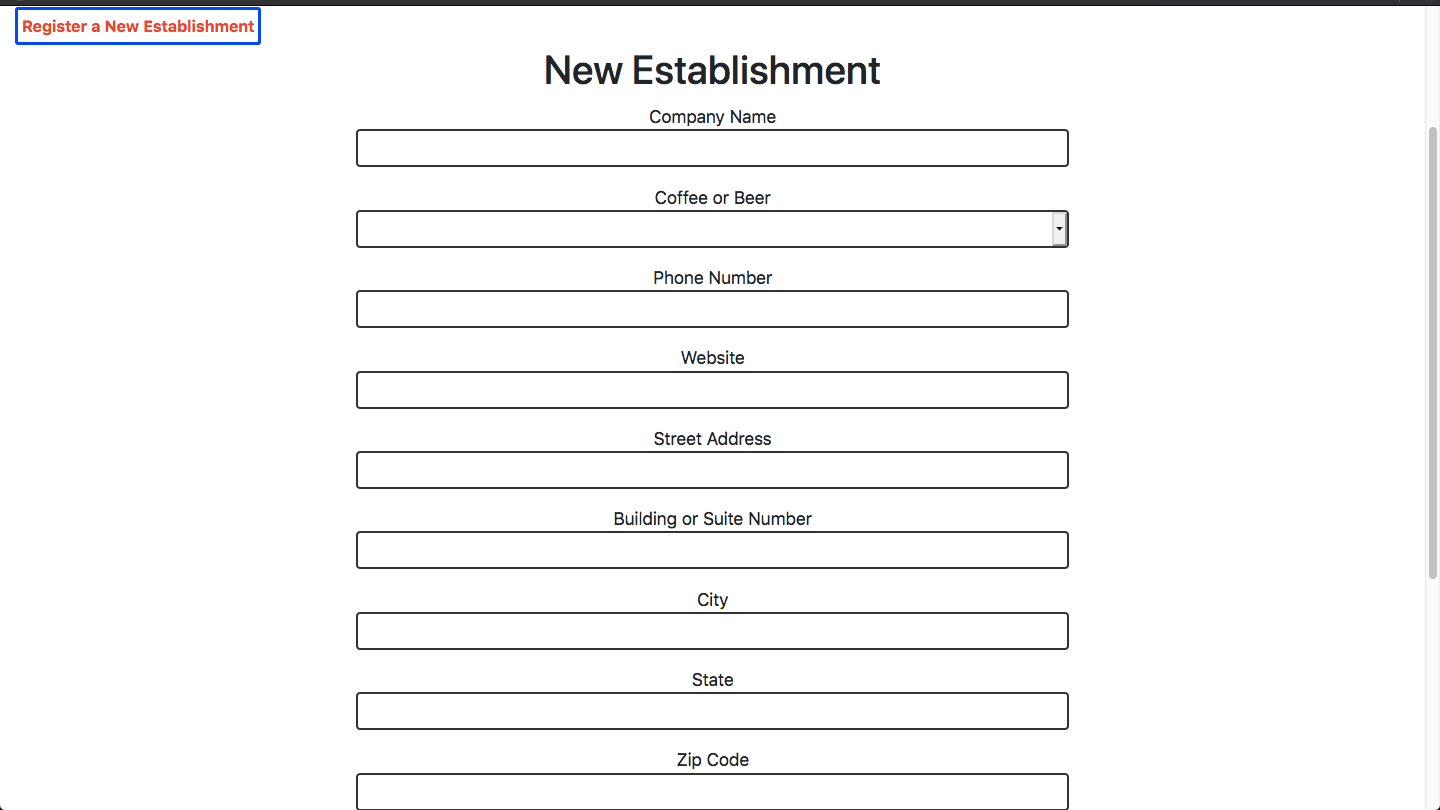 Register a New Establishment
New Establishment
Company Name
Coffee or Beer
Phone Number
Website
Street Address
Building or Suite Number
City
State
Zip Code